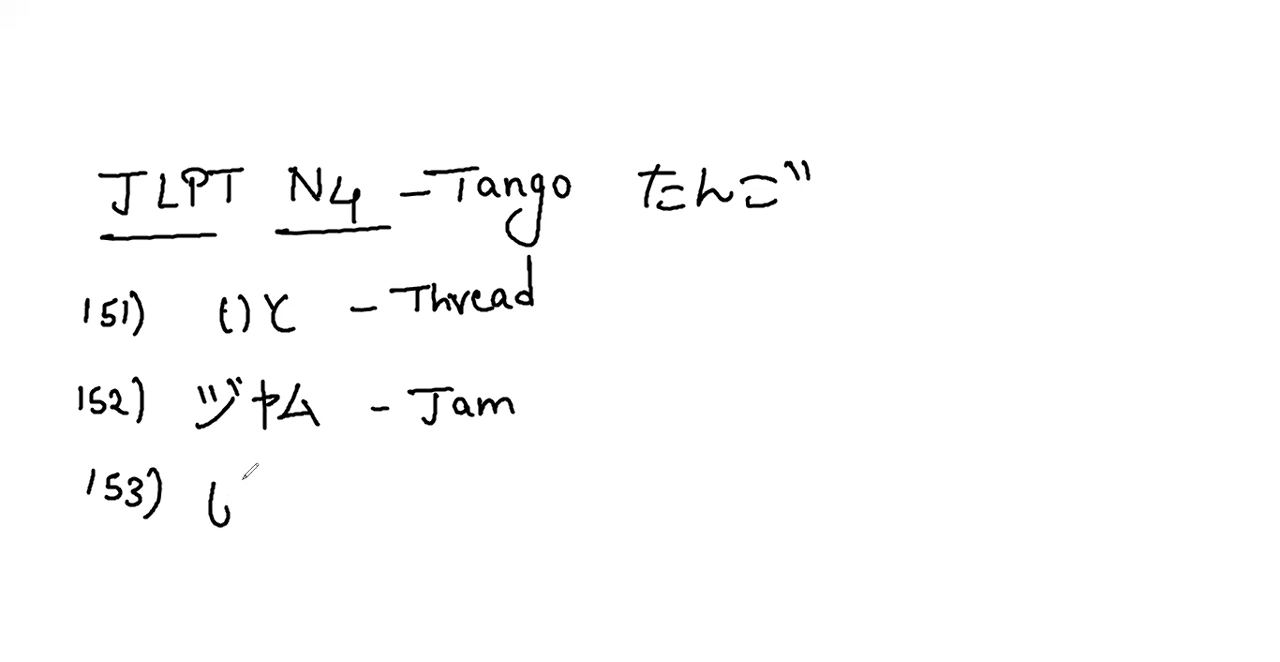 JLPT N4 - Tango たんご
151) いと - Thread
152) ジャム - Jam
153) し